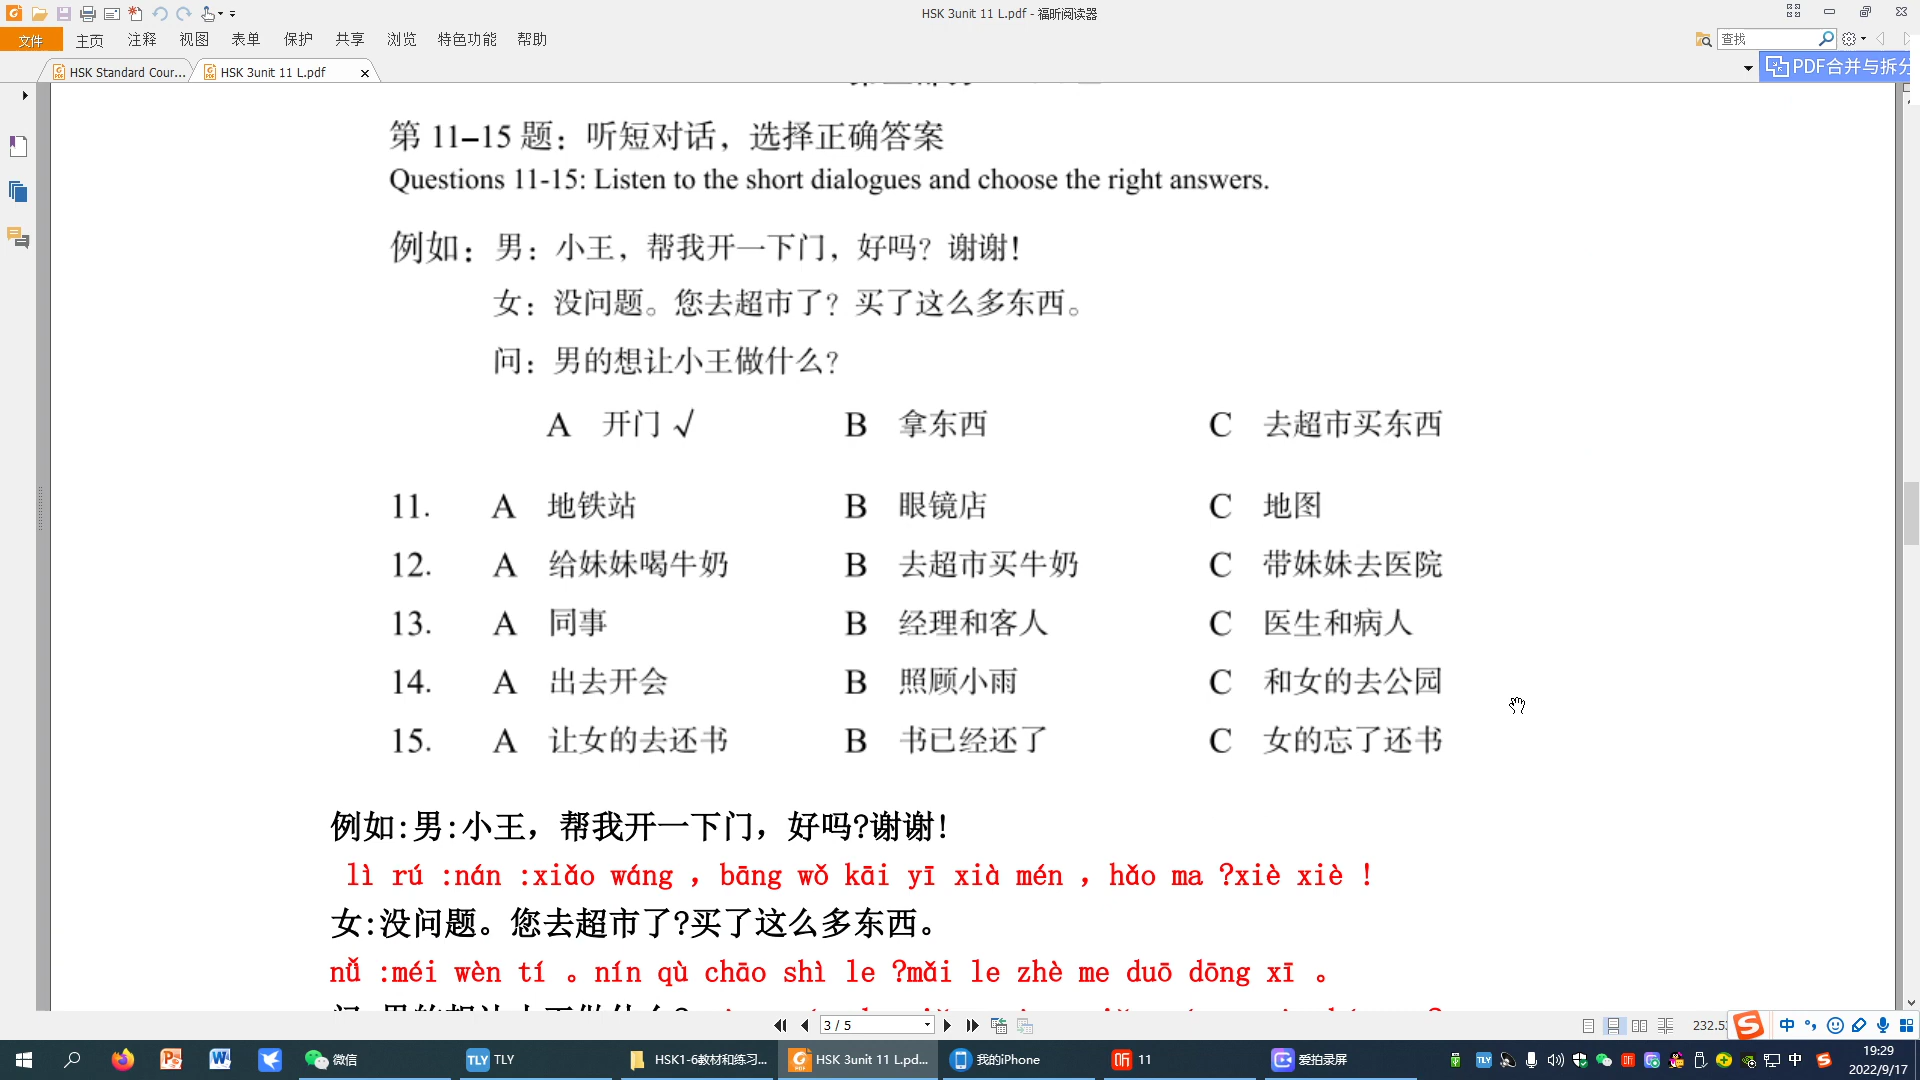 HSK 3unit 11 L.pdf - 福昕阅读器
文件 主页 注释 视图 表单 保护 共享 浏览 特色功能 帮助
查找
HSK Standard Cour... HSK 3unit 11 L.pdf
PDF合并与拆分
第 11–15 题：听短对话，选择正确答案
Questions 11-15: Listen to the short dialogues and choose the right answers.
例如：男：小王，帮我开一下门，好吗？谢谢！
女：没问题。您去超市了？买了这么多东西。
问：男的想让小王做什么？
A 开门 √ B 拿东西 C 去超市买东西
11. A 地铁站 B 眼镜店 C 地图
12. A 给妹妹喝牛奶 B 去超市买牛奶 C 带妹妹去医院
13. A 同事 B 经理和客人 C 医生和病人
14. A 出去开会 B 照顾小雨 C 和女的去公园
15. A 让女的去还书 B 书已经还了 C 女的忘了还书
例如:男:小王，帮我开一下门，好吗?谢谢!
lì rú :nán :xiǎo wáng , bāng wǒ kāi yī xià mén , hǎo ma ?xiè xiè !
女:没问题。您去超市了?买了这么多东西。
nǚ :méi wèn tí 。nín qù chāo shì le ?mǎi le zhè me duō dōng xī 。
3 / 5
中
微信 TLY TLY HSK1-6教材和练习... HSK 3unit 11 L.pd... 我的iPhone 听 11 爱拍录屏
中
19:29
2022/9/17